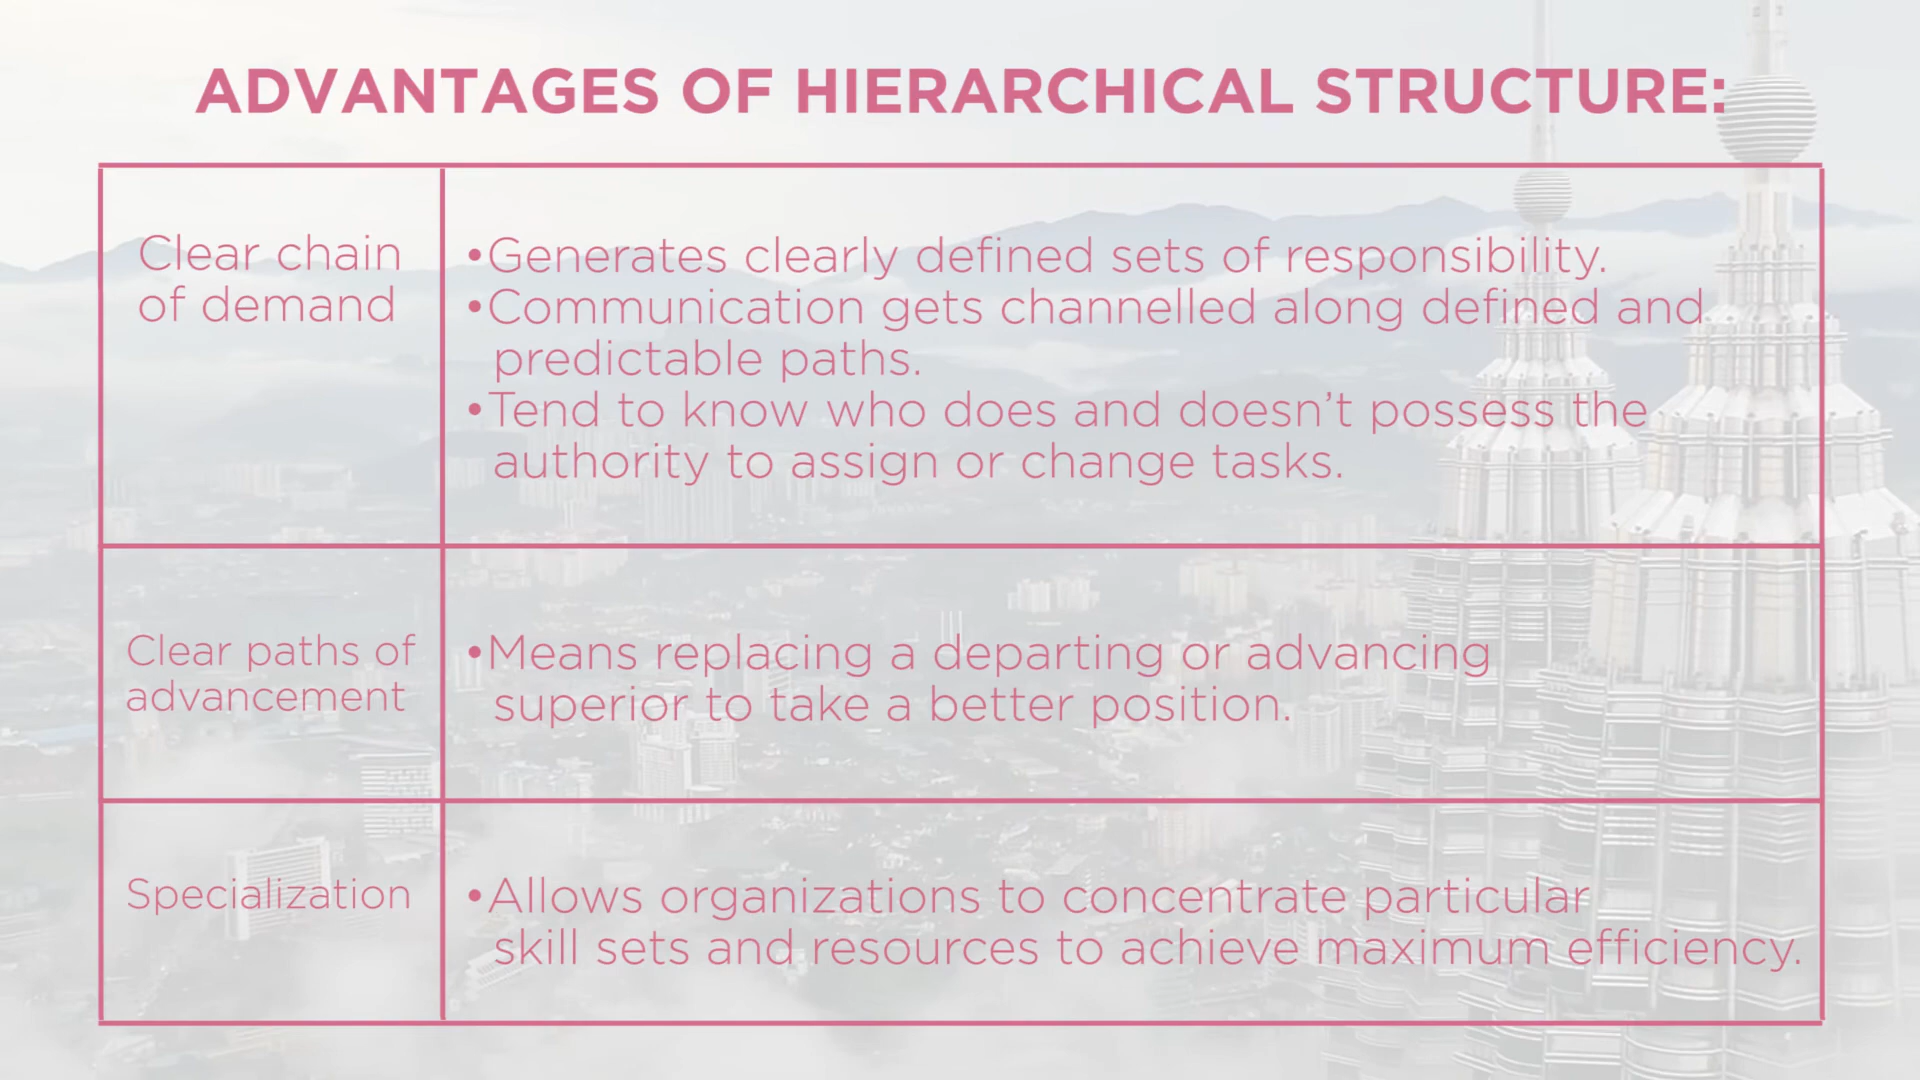 ADVANTAGES OF HIERARCHICAL STRUCTURE:
Clear chain
of demand
•Generates clearly defined sets of responsibility.
•Communication gets channelled along defined and
predictable paths.
•Tend to know who does and doesn’t possess the
authority to assign or change tasks.
Clear paths of
advancement
•Means replacing a departing or advancing
superior to take a better position.
Specialization
•Allows organizations to concentrate particular
skill sets and resources to achieve maximum efficiency.